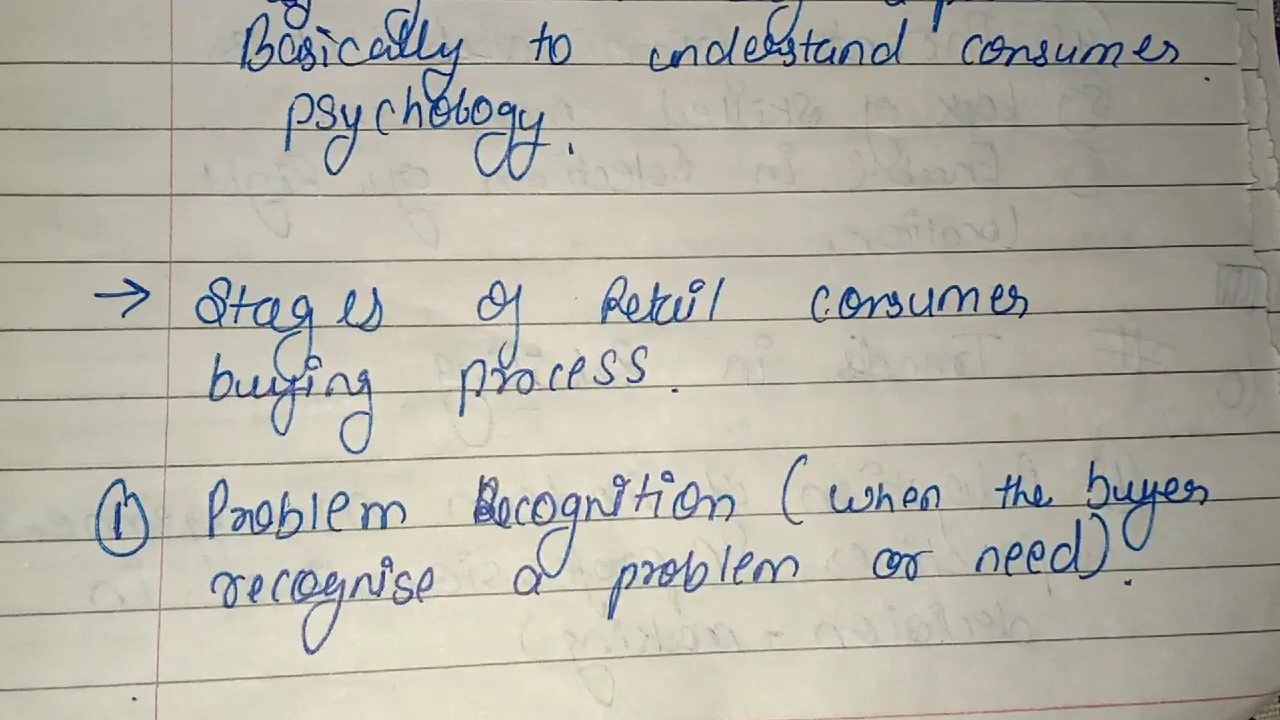 Basically to understand consumer
psychology.
→ Stages of Retail consumer
buying process.
① Problem Recognition (when the buyer
recognise a problem or need).